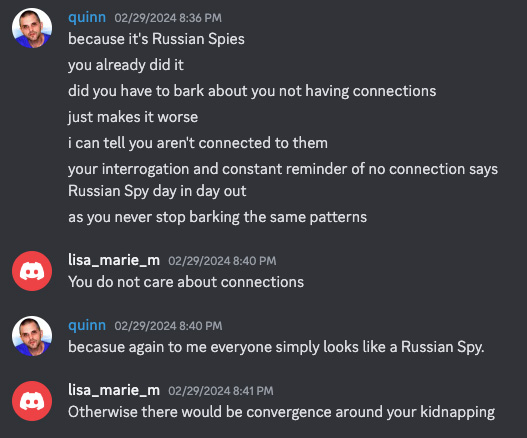 quinn 02/29/2024 8:36 PM
because it's Russian Spies
you already did it
did you have to bark about you not having connections
just makes it worse
i can tell you aren't connected to them
your interrogation and constant reminder of no connection says
Russian Spy day in day out
as you never stop barking the same patterns
lisa_marie_m 02/29/2024 8:40 PM
You do not care about connections
quinn 02/29/2024 8:40 PM
becasue again to me everyone simply looks like a Russian Spy.
lisa_marie_m 02/29/2024 8:41 PM
Otherwise there would be convergence around your kidnapping